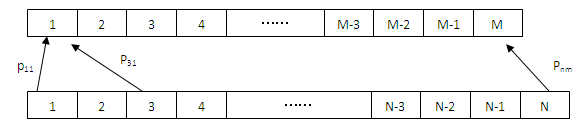 1 2 3 4 ...... M-3 M-2 M-1 M
p11 P31 Pnm
1 2 3 4 ...... N-3 N-2 N-1 N